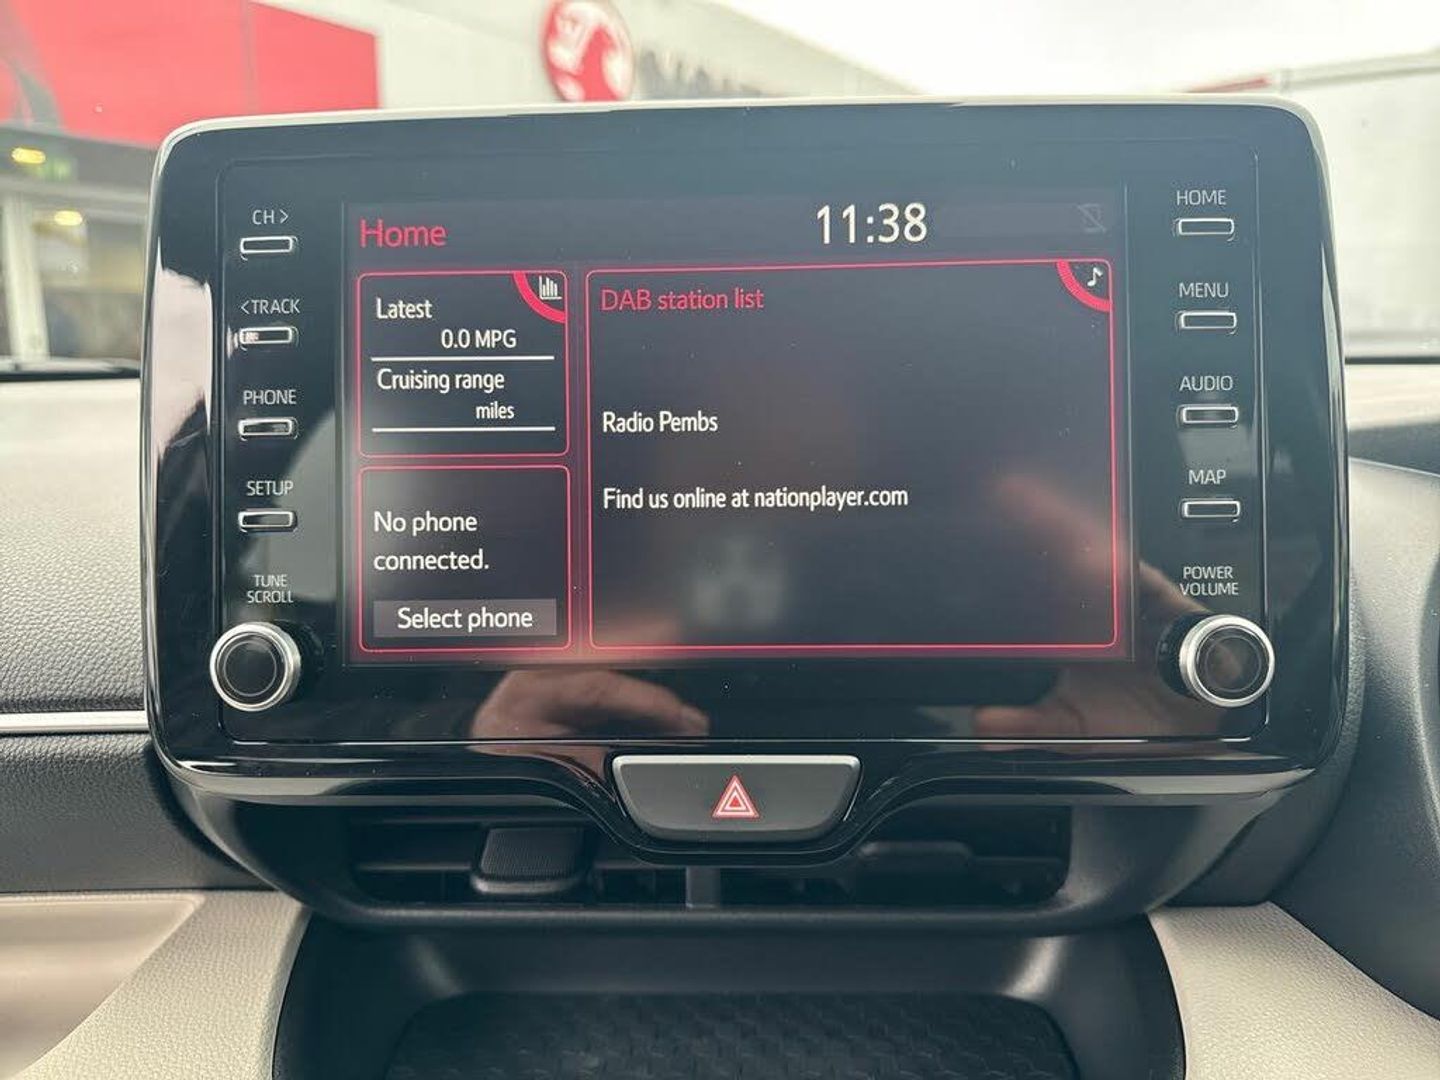 CH >
< TRACK
PHONE
SETUP
TUNE
SCROLL
Home
11:38
Latest
0.0 MPG
Cruising range
miles
No phone
connected.
Select phone
DAB station list
Radio Pembs
Find us online at nationplayer.com
HOME
MENU
AUDIO
MAP
POWER
VOLUME